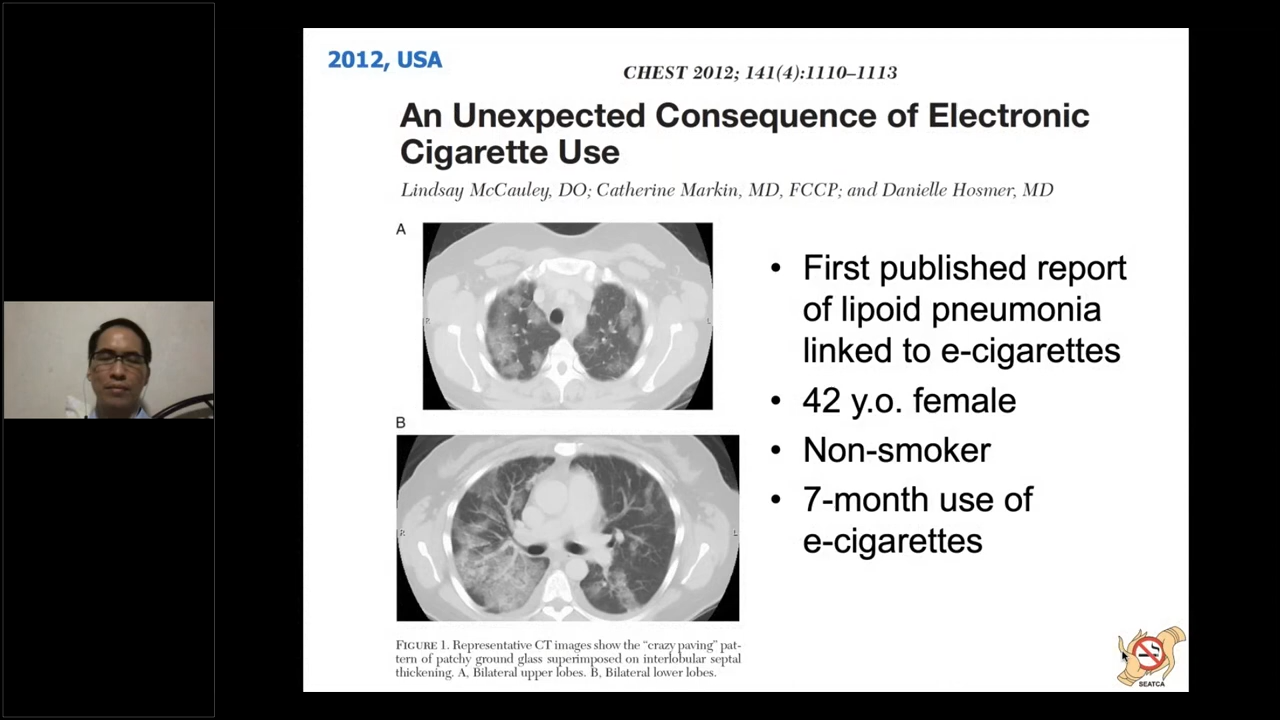 2012, USA
CHEST 2012; 141(4):1110–1113
An Unexpected Consequence of Electronic
Cigarette Use
Lindsay McCauley, DO; Catherine Markin, MD, FCCP; and Danielle Hosmer, MD
A
R
L
B
R
L
• First published report
of lipoid pneumonia
linked to e-cigarettes
• 42 y.o. female
• Non-smoker
• 7-month use of
e-cigarettes
FIGURE 1. Representative CT images show the “crazy paving” pat-
tern of patchy ground glass superimposed on interlobular septal
thickening. A, Bilateral upper lobes. B, Bilateral lower lobes.
SEATCA